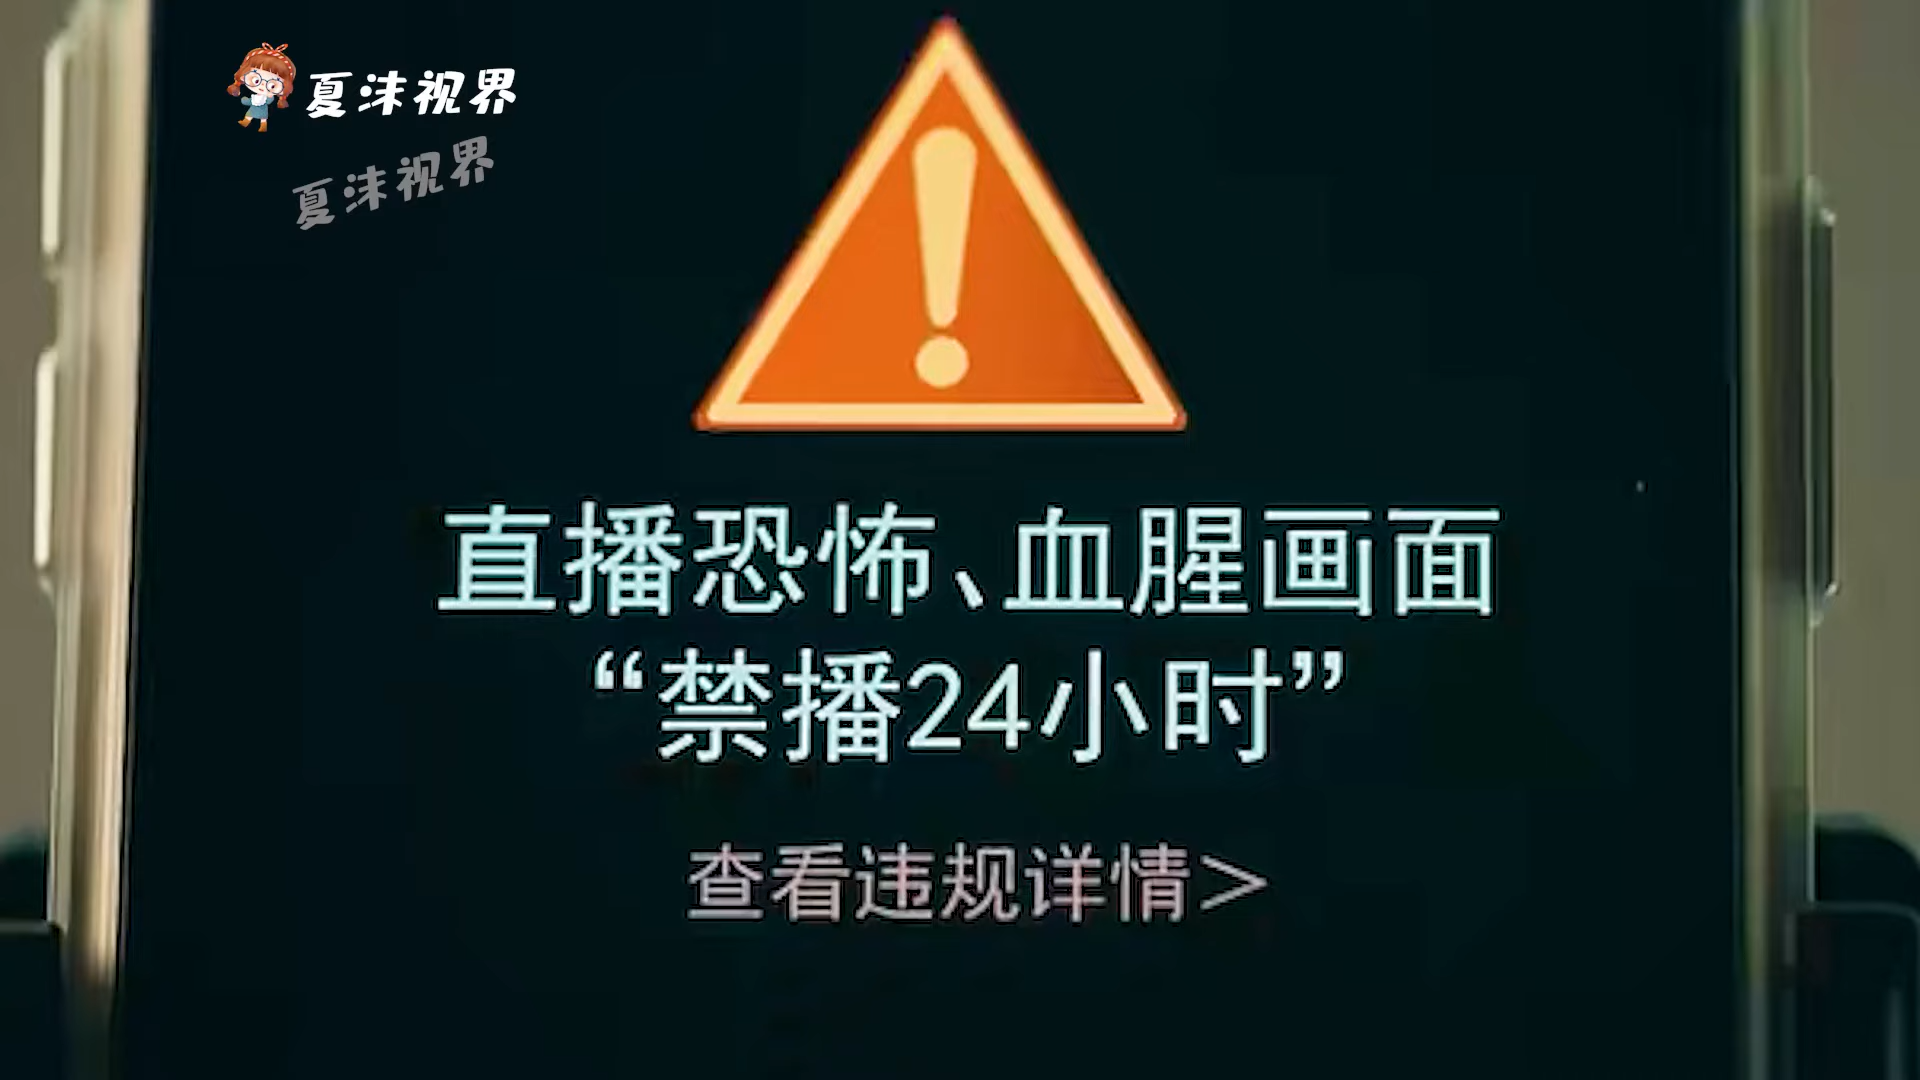 夏沫视界
夏沫视界
直播恐怖、血腥画面
“禁播24小时”
查看违规详情>